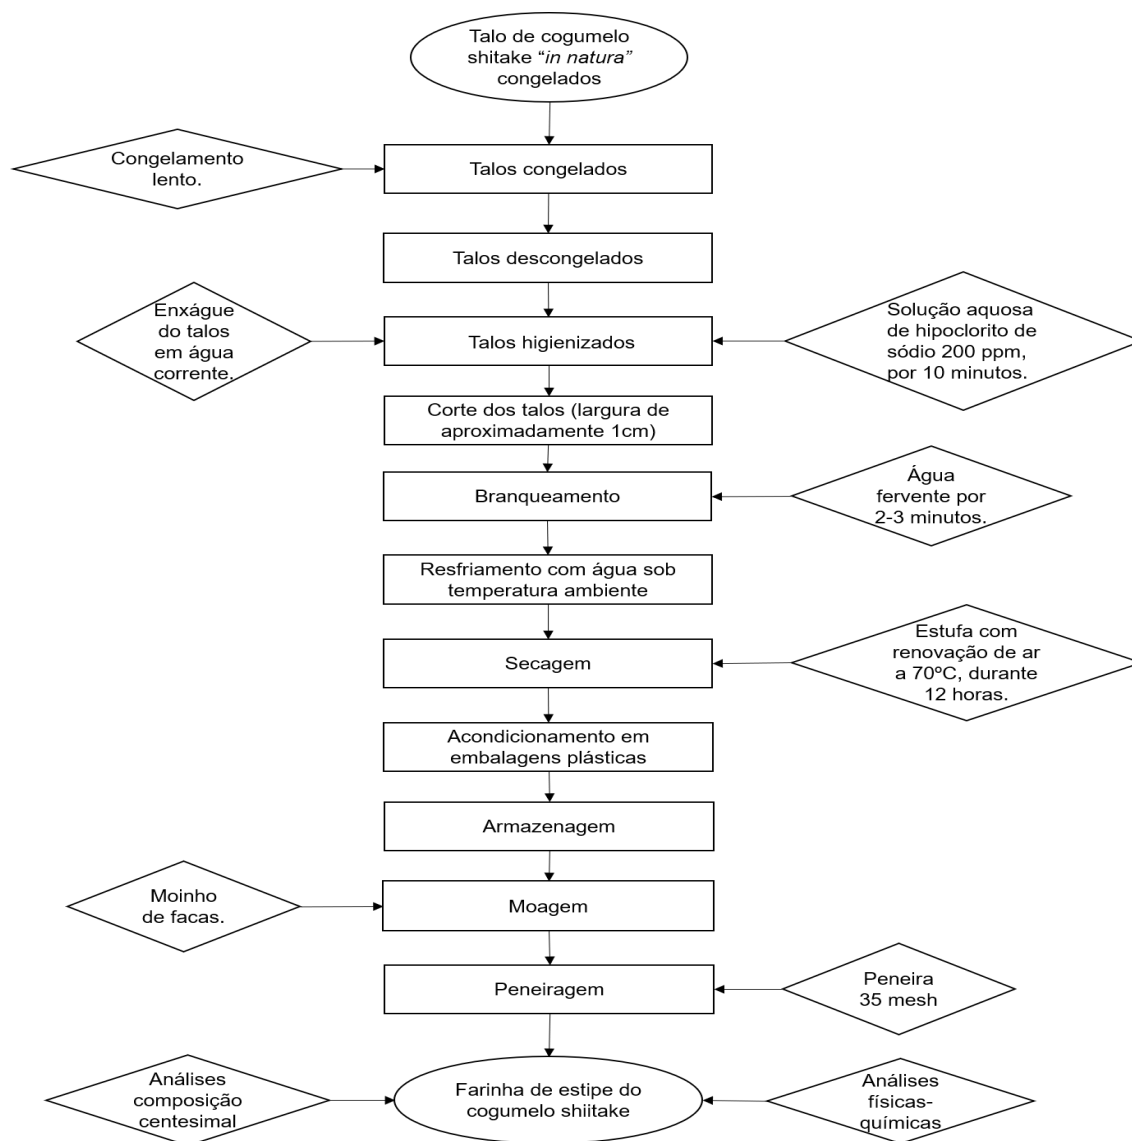 Talo de cogumelo
shitake “in natura”
congelados
Congelamento
lento.
Talos congelados
Talos descongelados
Enxágue
do talos
em água
corrente.
Talos higienizados
Solução aquosa
de hipoclorito de
sódio 200 ppm,
por 10 minutos.
Corte dos talos (largura de
aproximadamente 1cm)
Branqueamento
Água
fervente por
2-3 minutos.
Resfriamento com água sob
temperatura ambiente
Secagem
Estufa com
renovação de ar
a 70ºC, durante
12 horas.
Acondicionamento em
embalagens plásticas
Armazenagem
Moinho
de facas.
Moagem
Peneiragem
Peneira
35 mesh
Análises
composição
centesimal
Farinha de estipe do
cogumelo shiitake
Análises
físicas-
químicas